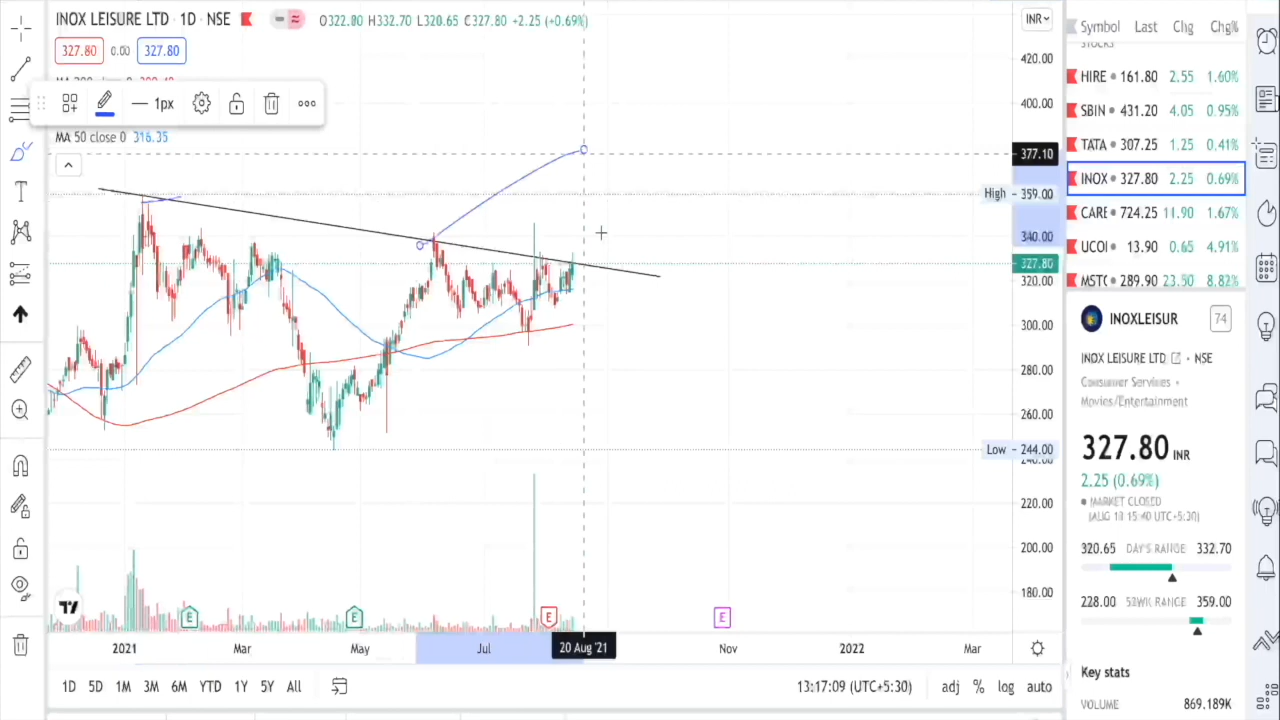 INOX LEISURE LTD · 1D · NSE O322.00 H332.70 L320.65 C327.80 +2.25 (+0.69%)
327.80 0.00 327.80
1px
MA 50 close 0 316.35
INR
420.00
400.00
377.10
High 359.00
340.00
327.80
320.00
300.00
280.00
260.00
Low 244.00
240.00
220.00
200.00
180.00
E E E E
2021 Mar May Jul 20 Aug '21 Nov 2022 Mar
1D 5D 1M 3M 6M YTD 1Y 5Y All 13:17:09 (UTC+5:30) adj % log auto
Symbol Last Chg Chg%
STOCKS
HIRE 161.80 2.55 1.60%
SBIN 431.20 4.05 0.95%
TATA 307.25 1.25 0.41%
INOX 327.80 2.25 0.69%
CARE 724.25 11.90 1.67%
UCOI 13.90 0.65 4.91%
MSTC 289.90 23.50 8.82%
INOXLEISUR 74
INOX LEISURE LTD · NSE
Consumer Services •
Movies/Entertainment
327.80 INR
2.25 (0.69%)
MARKET CLOSED
320.65 DAY'S RANGE 332.70
228.00 52WK RANGE 359.00
Key stats
VOLUME 869.189K